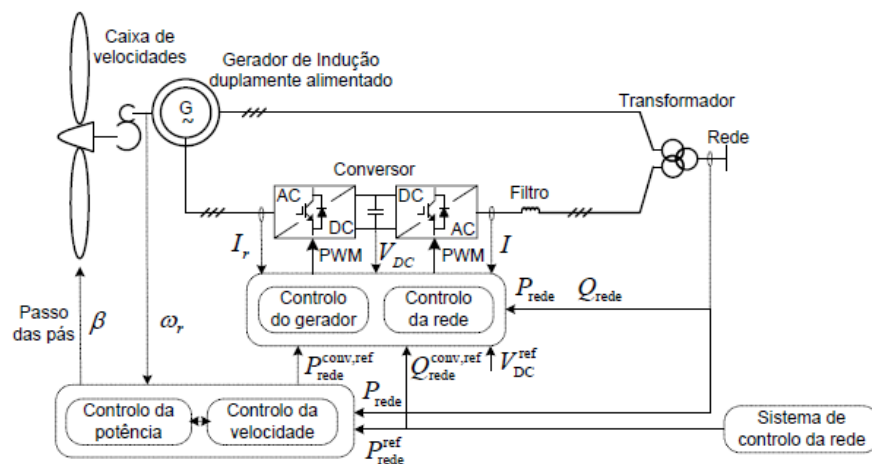 Caixa de
velocidades
Gerador de Indução
duplamente alimentado
G
~
Transformador
Rede
Conversor
Filtro
AC
DC
DC
AC
I_r
PWM
V_DC
PWM
I
Controlo
do gerador
Controlo
da rede
P_rede
Q_rede
Passo
das pás
β
ω_r
P_rede^conv,ref
Q_rede^conv,ref
V_DC^ref
P_rede
Controlo da
potência
Controlo da
velocidade
P_rede^ref
Sistema de
controlo da rede